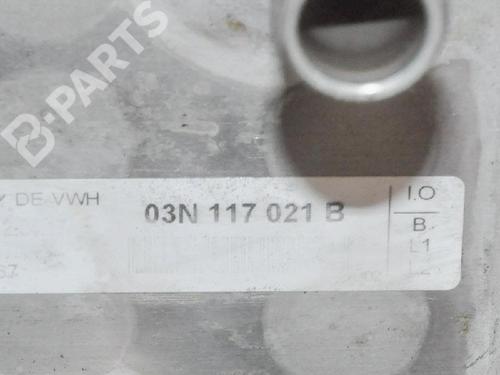 B-PARTS
DE-VWH
03N 117 021 B
I.O
B
L1